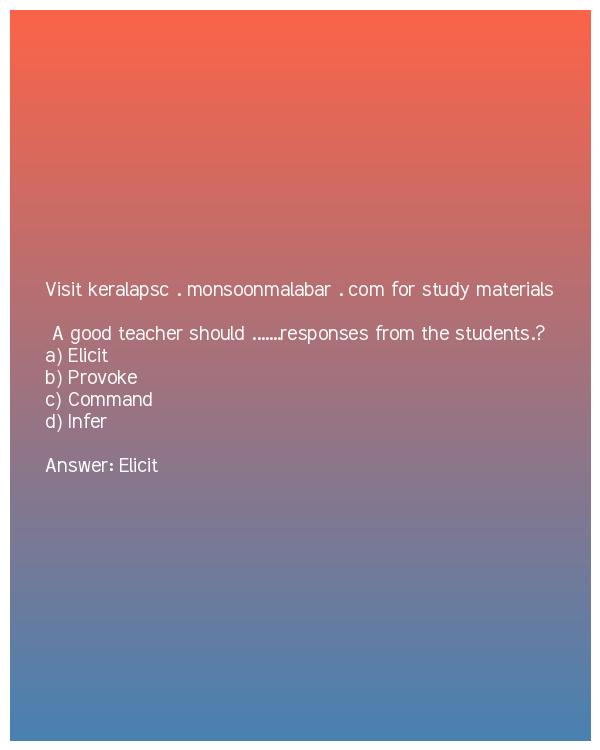 Visit keralapsc . monsoonmalabar . com for study materials
A good teacher should .......responses from the students.?
a) Elicit
b) Provoke
c) Command
d) Infer
Answer: Elicit